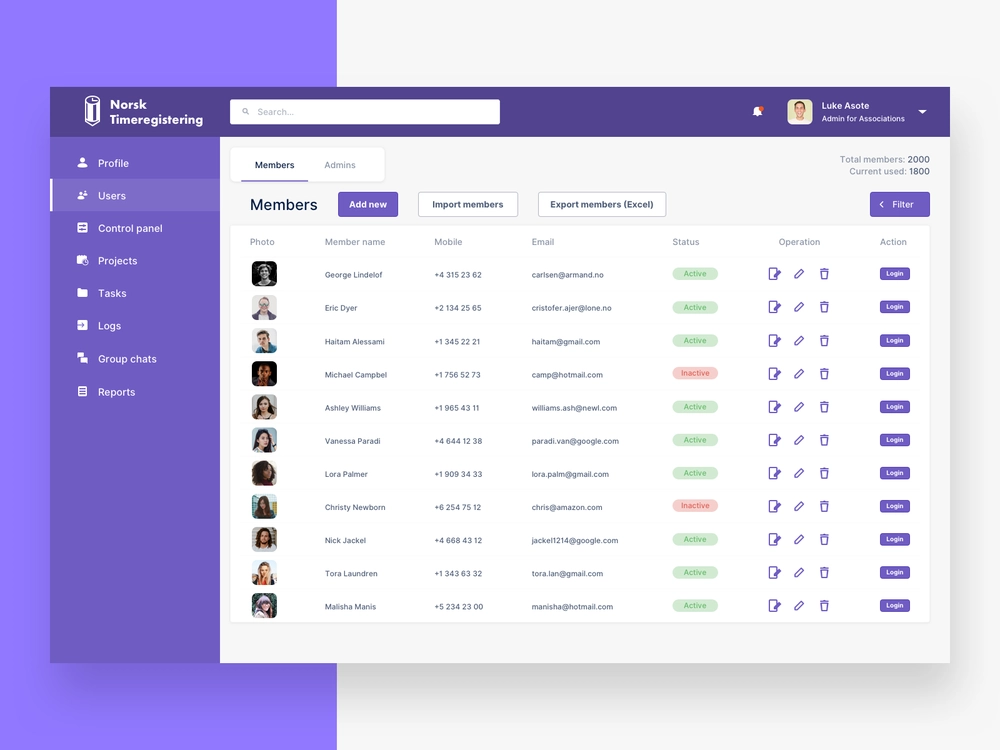 Norsk
Timeregistering
Search...
Luke Asote
Admin for Associations
Profile
Users
Control panel
Projects
Tasks
Logs
Group chats
Reports
Members Admins
Total members: 2000
Current used: 1800
Members Add new Import members Export members (Excel) Filter
Photo Member name Mobile Email Status Operation Action
George Lindelof +4 315 23 62 carlsen@armand.no Active Login
Eric Dyer +2 134 25 65 cristofer.ajer@lone.no Active Login
Haitam Alessami +1 345 22 21 haitam@gmail.com Active Login
Michael Campbel +1 756 52 73 camp@hotmail.com Inactive Login
Ashley Williams +1 965 43 11 williams.ash@newl.com Active Login
Vanessa Paradi +4 644 12 38 paradi.van@google.com Active Login
Lora Palmer +1 909 34 33 lora.palm@gmail.com Active Login
Christy Newborn +6 254 75 12 chris@amazon.com Inactive Login
Nick Jackel +4 668 43 12 jackel1214@google.com Active Login
Tora Laundren +1 343 63 32 tora.lan@gmail.com Active Login
Malisha Manis +5 234 23 00 manisha@hotmail.com Active Login